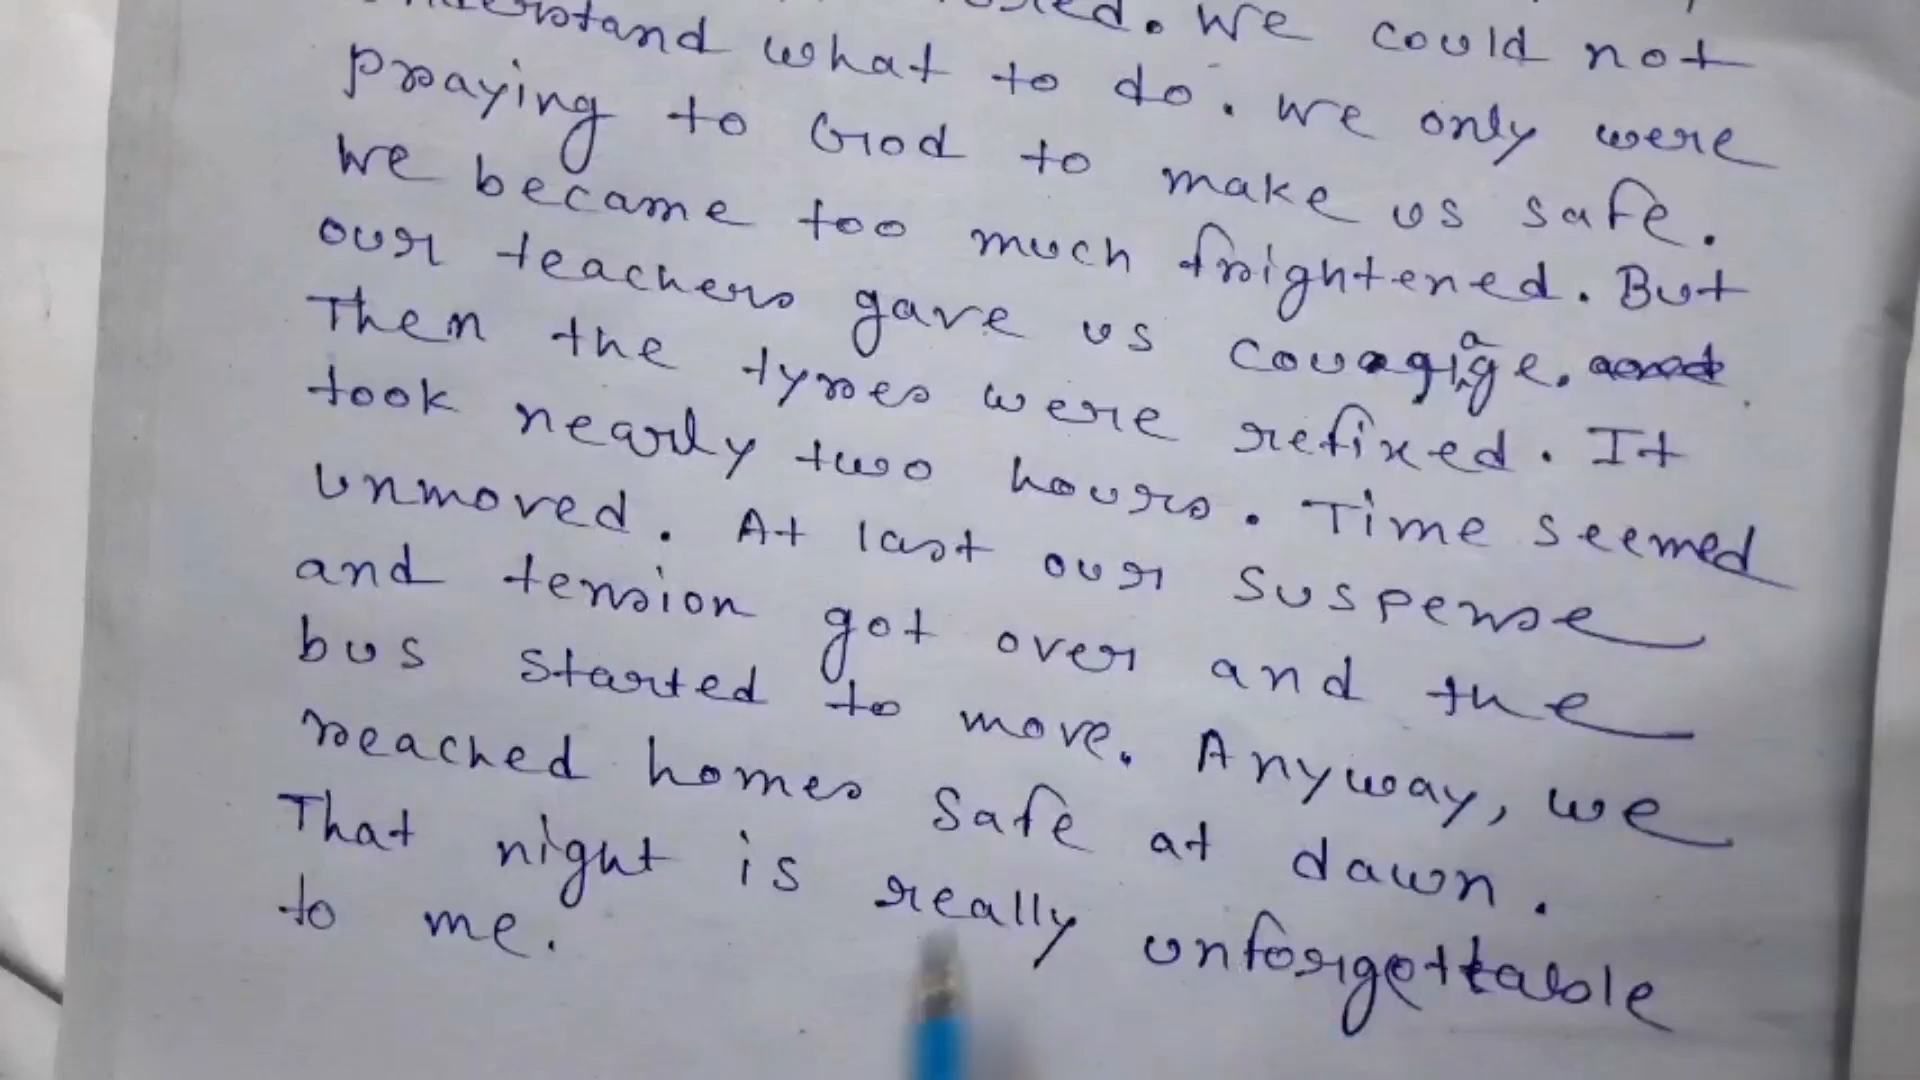 understand what to do. We could not
praying to God to make us safe. We only were
We became too much frightened. But
our teachers gave us courage.
Then the tyres were refixed. It
took nearly two hours. Time seemed
unmoved. At last our suspense
and tension got over and the
bus started to move. Anyway, we
reached homes safe at dawn.
That night is really unforgettable
to me.